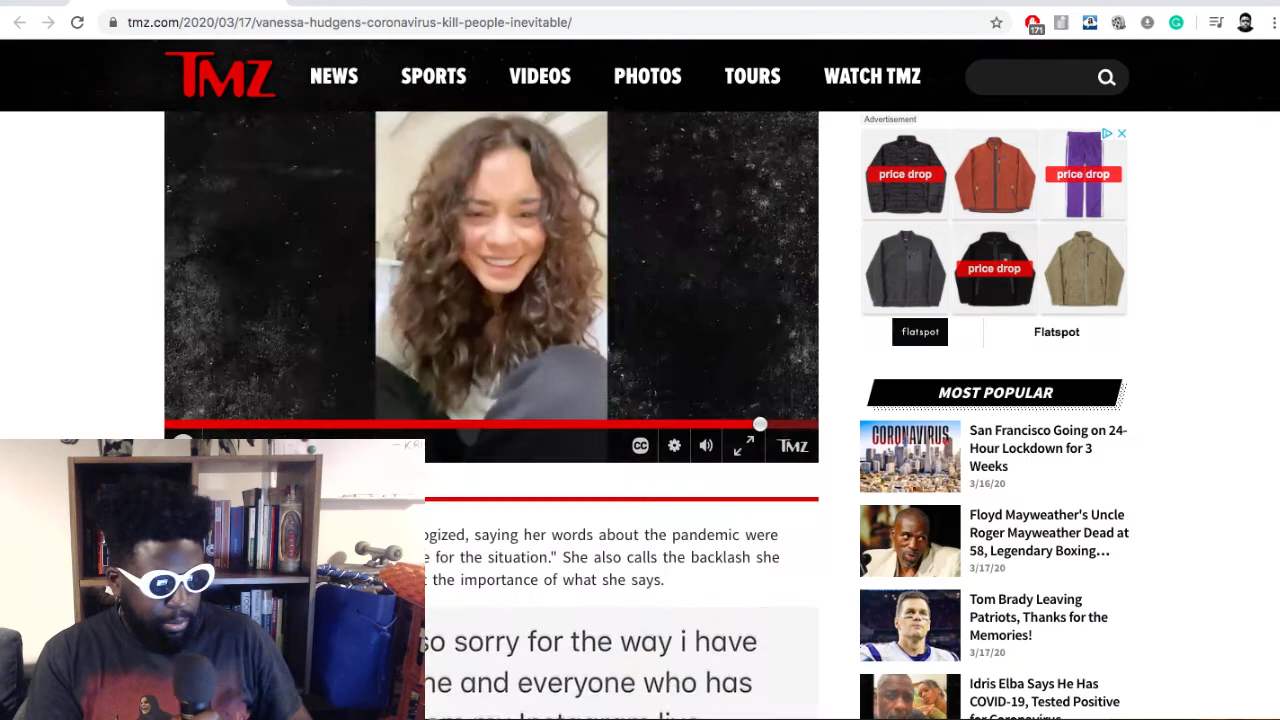 tmz.com/2020/03/17/vanessa-hudgens-coronavirus-kill-people-inevitable/
171
TMZ
NEWS
SPORTS
VIDEOS
PHOTOS
TOURS
WATCH TMZ
Advertisement
price drop
price drop
price drop
flatspot
Flatspot
CC
TMZ
MOST POPULAR
CORONAVIRUS
San Francisco Going on 24-
Hour Lockdown for 3
Weeks
3/16/20
Floyd Mayweather's Uncle
Roger Mayweather Dead at
58, Legendary Boxing...
3/17/20
Tom Brady Leaving
Patriots, Thanks for the
Memories!
3/17/20
Idris Elba Says He Has
COVID-19, Tested Positive
for Coronavirus
ogized, saying her words about the pandemic were
e for the situation." She also calls the backlash she
t the importance of what she says.
so sorry for the way i have
me and everyone who has